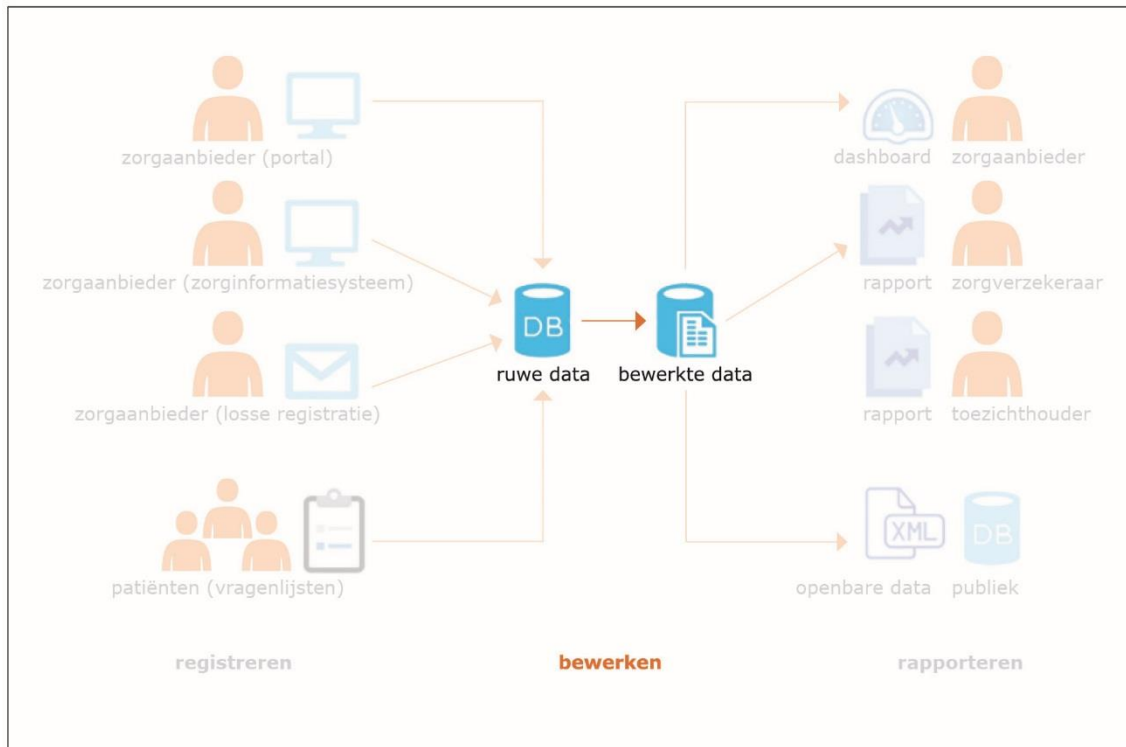 zorgaanbieder (portal)
dashboard
zorgaanbieder
zorgaanbieder (zorginformatiesysteem)
rapport
zorgverzekeraar
DB
ruwe data
bewerkte data
zorgaanbieder (losse registratie)
rapport
toezichthouder
patiënten (vragenlijsten)
XML
DB
openbare data
publiek
registreren
bewerken
rapporteren